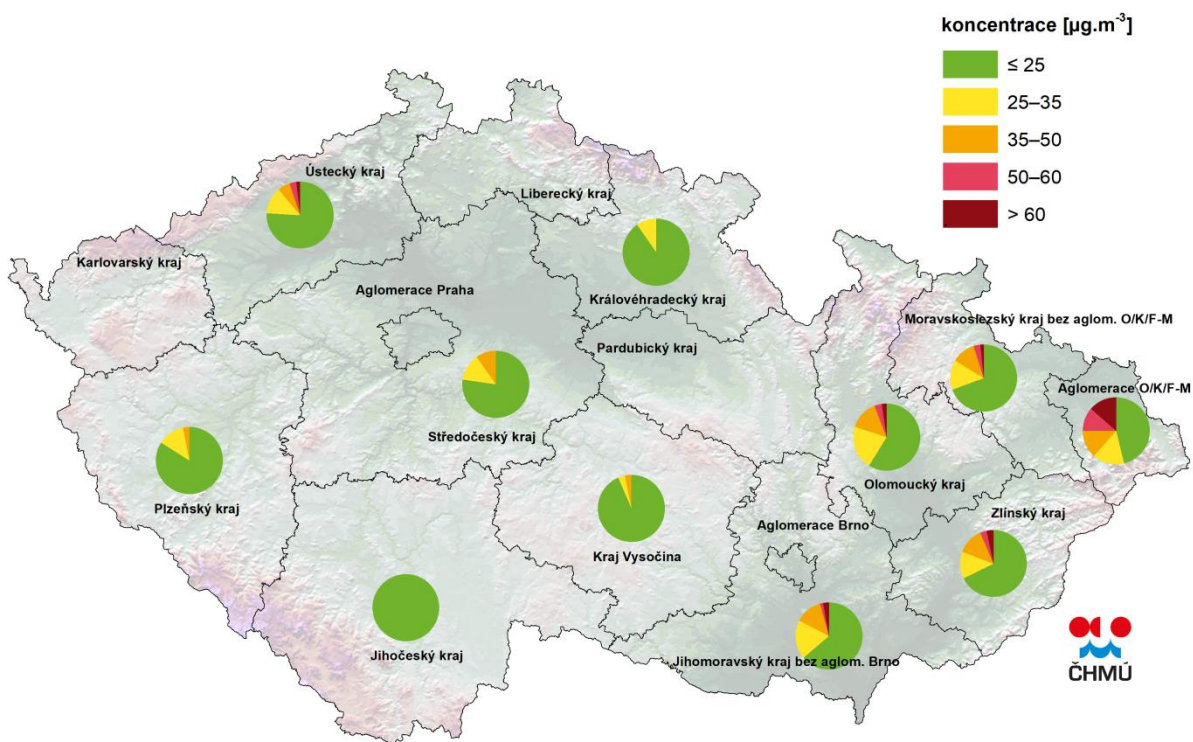 koncentrace [µg.m⁻³]
≤ 25
25–35
35–50
50–60
> 60
Ústecký kraj
Liberecký kraj
Karlovarský kraj
Aglomerace Praha
Královéhradecký kraj
Moravskoslezský kraj bez aglom. O/K/F-M
Pardubický kraj
Aglomerace O/K/F-M
Středočeský kraj
Olomoucký kraj
Plzeňský kraj
Zlínský kraj
Aglomerace Brno
Kraj Vysočina
Jihočeský kraj
Jihomoravský kraj bez aglom. Brno
ČHMÚ